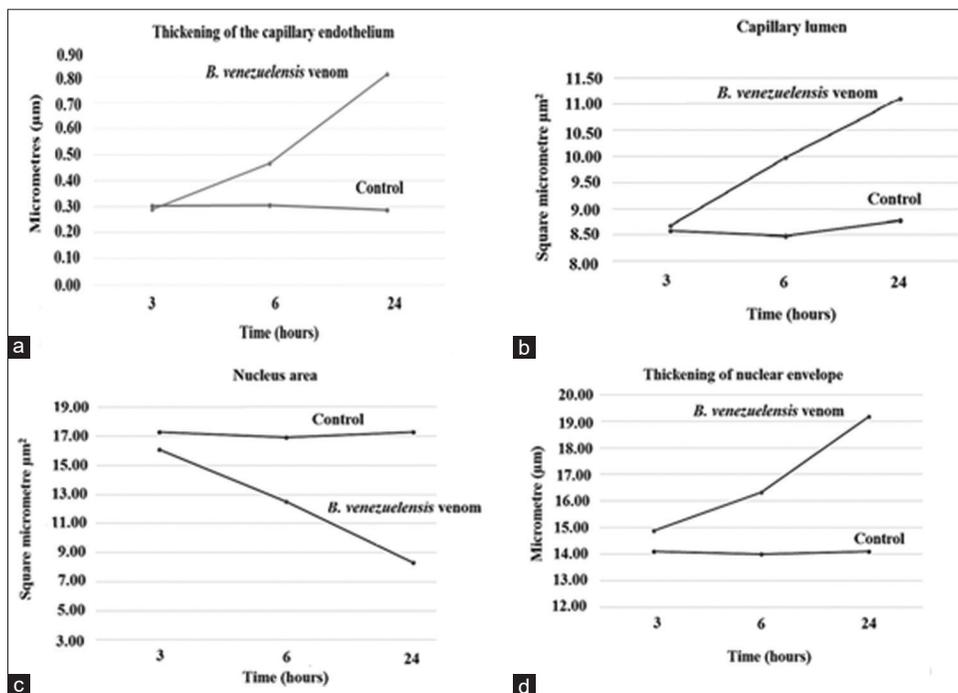 Thickening of the capillary endothelium
0.90
0.80
0.70
0.60
0.50
0.40
0.30
0.20
0.10
0.00
Micrometres (µm)
B. venezuelensis venom
Control
3 6 24
Time (hours)
a
Capillary lumen
11.50
11.00
10.50
10.00
9.50
9.00
8.50
8.00
Square micrometre µm²
B. venezuelensis venom
Control
3 6 24
Time (hours)
b
Nucleus area
19.00
17.00
15.00
13.00
11.00
9.00
7.00
5.00
3.00
Square micrometre µm²
Control
B. venezuelensis venom
3 6 24
Time (hours)
c
Thickening of nuclear envelope
20.00
19.00
18.00
17.00
16.00
15.00
14.00
13.00
12.00
Micrometre (µm)
B. venezuelensis venom
Control
3 6 24
Time (hours)
d